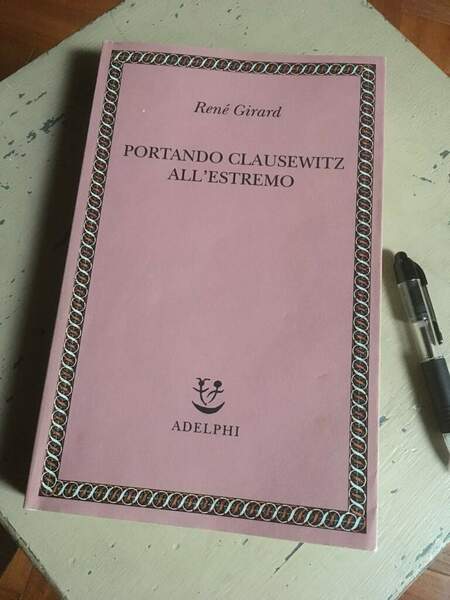 René Girard
PORTANDO CLAUSEWITZ
ALL'ESTREMO
ADELPHI